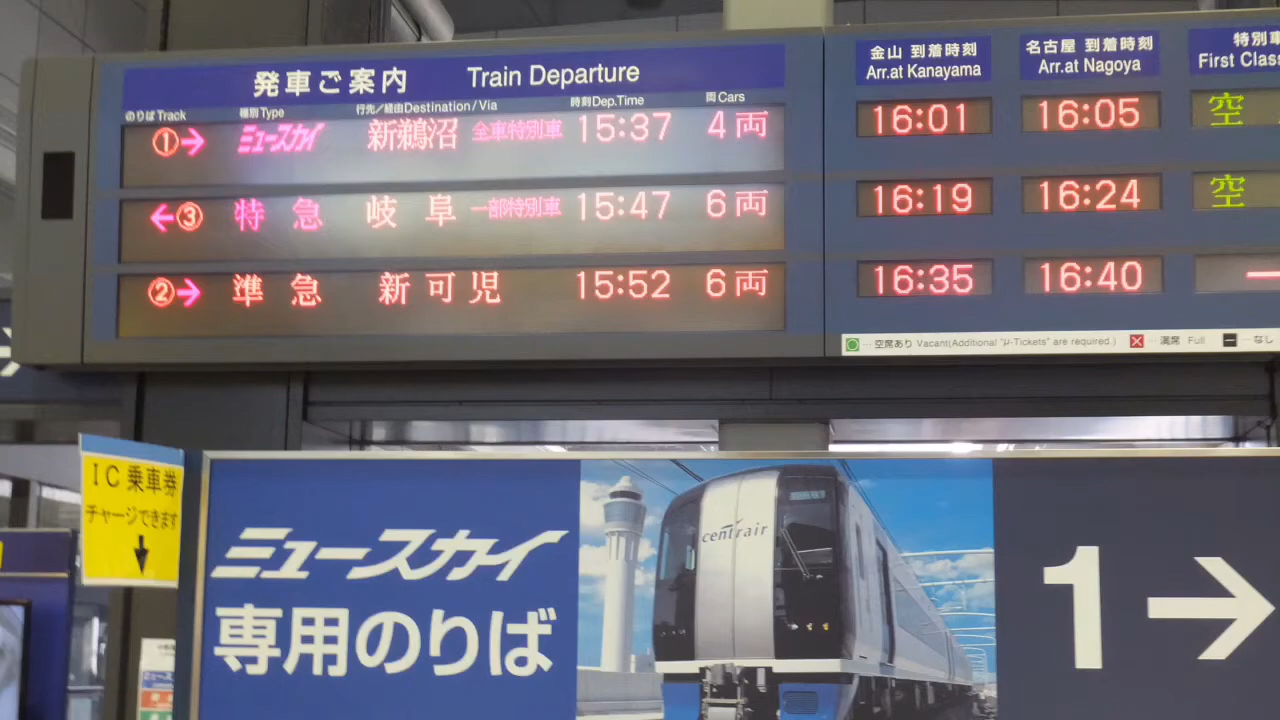 発車ご案内 Train Departure
のりば Track 種別 Type 行先/経由 Destination/Via 時刻 Dep.Time 両 Cars
金山 到着時刻
Arr.at Kanayama
名古屋 到着時刻
Arr.at Nagoya
特別車
First Clas
①→ ミュースカイ 新鵜沼 全車特別車 15:37 4両 16:01 16:05 空
←③ 特急 岐阜 一部特別車 15:47 6両 16:19 16:24 空
②→ 準急 新可児 15:52 6両 16:35 16:40 —
…空席あり Vacant(Additional "μ-Tickets" are required.) …満席 Full …なし
IC乗車券
チャージできます
↓
ミュースカイ
専用のりば
centrair
1→